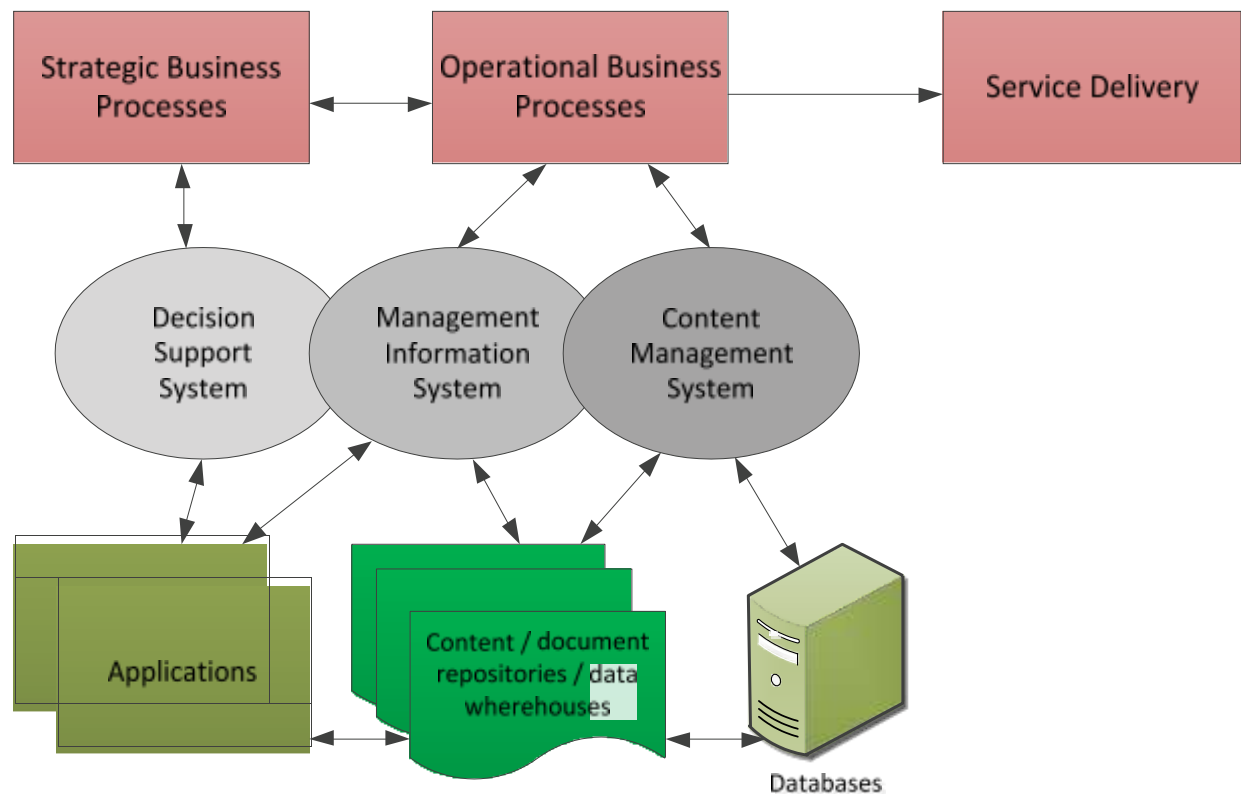 Strategic Business
Processes
Operational Business
Processes
Service Delivery
Decision
Support
System
Management
Information
System
Content
Management
System
Applications
Content / document
repositories / data
wherehouses
Databases